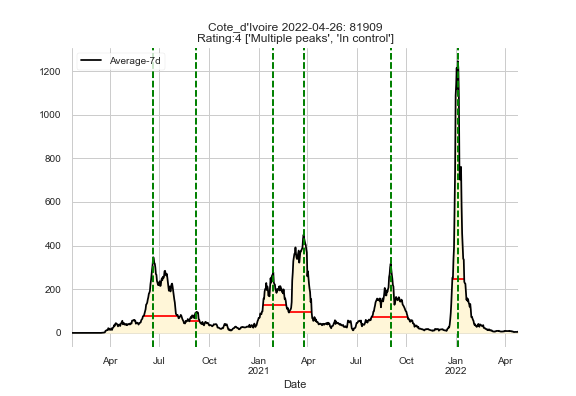 Cote_d'Ivoire 2022-04-26: 81909
Rating:4 ['Multiple peaks', 'In control']
Average-7d
1200
1000
800
600
400
200
0
Apr Jul Oct Jan Apr Jul Oct Jan Apr
2021 2022
Date